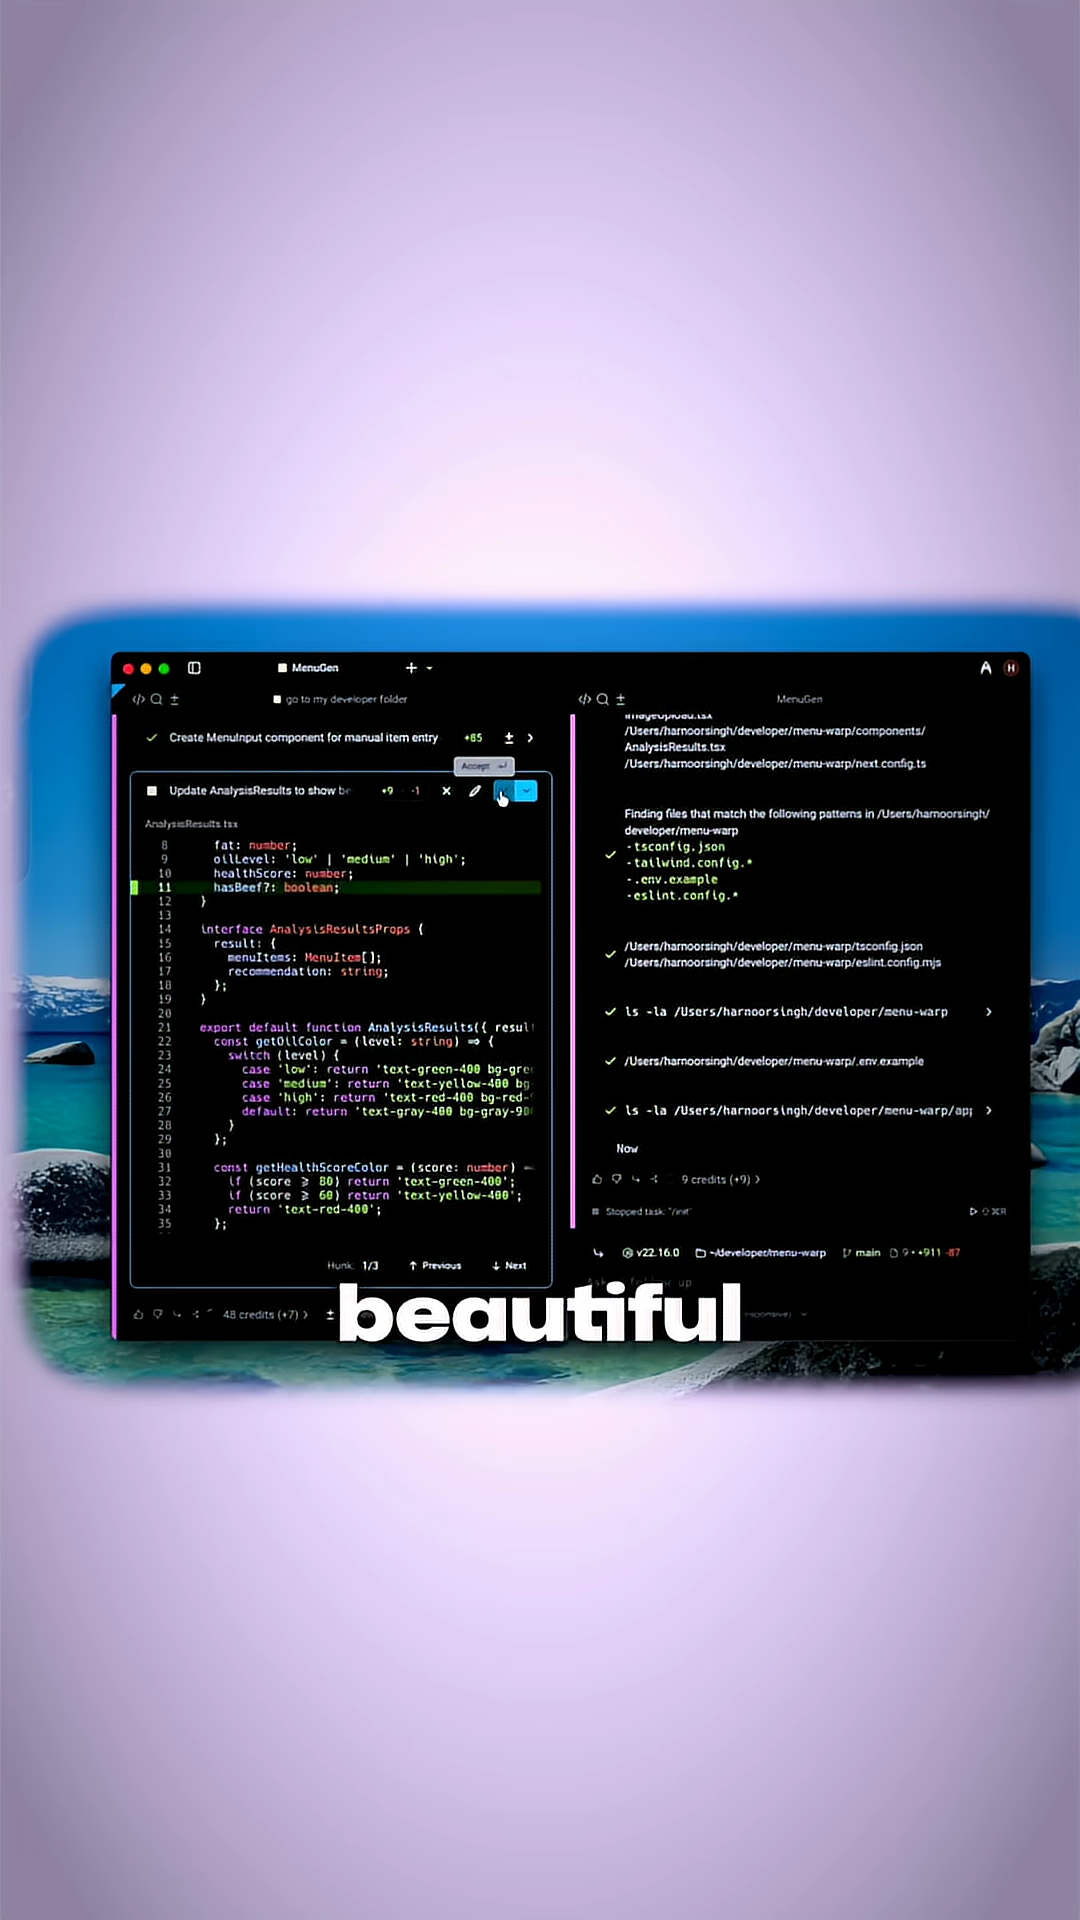 MenuGen
go to my developer folder
Create MenuInput component for manual item entry +65
Accept
Update AnalysisResults to show be +9 -1
AnalysisResults.tsx
8 fat: number;
9 oilLevel: 'low' | 'medium' | 'high';
10 healthScore: number;
11 hasBeef?: boolean;
12 }
13
14 interface AnalysisResultsProps {
15 result: {
16 menuItems: MenuItem[];
17 recommendation: string;
18 };
19 }
20
21 export default function AnalysisResults({ resul
22 const getOilColor = (level: string) => {
23 switch (level) {
24 case 'low': return 'text-green-400 bg-gre
25 case 'medium': return 'text-yellow-400 bg
26 case 'high': return 'text-red-400 bg-red-
27 default: return 'text-gray-400 bg-gray-90
28 }
29 };
30
31 const getHealthScoreColor = (score: number) =
32 if (score ≥ 80) return 'text-green-400';
33 if (score ≥ 60) return 'text-yellow-400';
34 return 'text-red-400';
35 };
Hunk: 1/3 Previous Next
48 credits (+7)
H
MenuGen
ImageUpload.tsx
/Users/harnoorsingh/developer/menu-warp/components/
AnalysisResults.tsx
/Users/harnoorsingh/developer/menu-warp/next.config.ts
Finding files that match the following patterns in /Users/harnoorsingh/
developer/menu-warp
-tsconfig.json
-tailwind.config.*
-.env.example
-eslint.config.*
/Users/harnoorsingh/developer/menu-warp/tsconfig.json
/Users/harnoorsingh/developer/menu-warp/eslint.config.mjs
ls -la /Users/harnoorsingh/developer/menu-warp
/Users/harnoorsingh/developer/menu-warp/.env.example
ls -la /Users/harnoorsingh/developer/menu-warp/app
Now
9 credits (+9)
Stopped task: "/init"
v22.16.0 ~/developer/menu-warp main 9 • +911 -87
beautiful